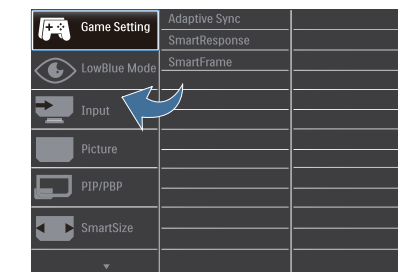 Game Setting
Adaptive Sync
SmartResponse
LowBlue Mode
SmartFrame
Input
Picture
PIP/PBP
SmartSize